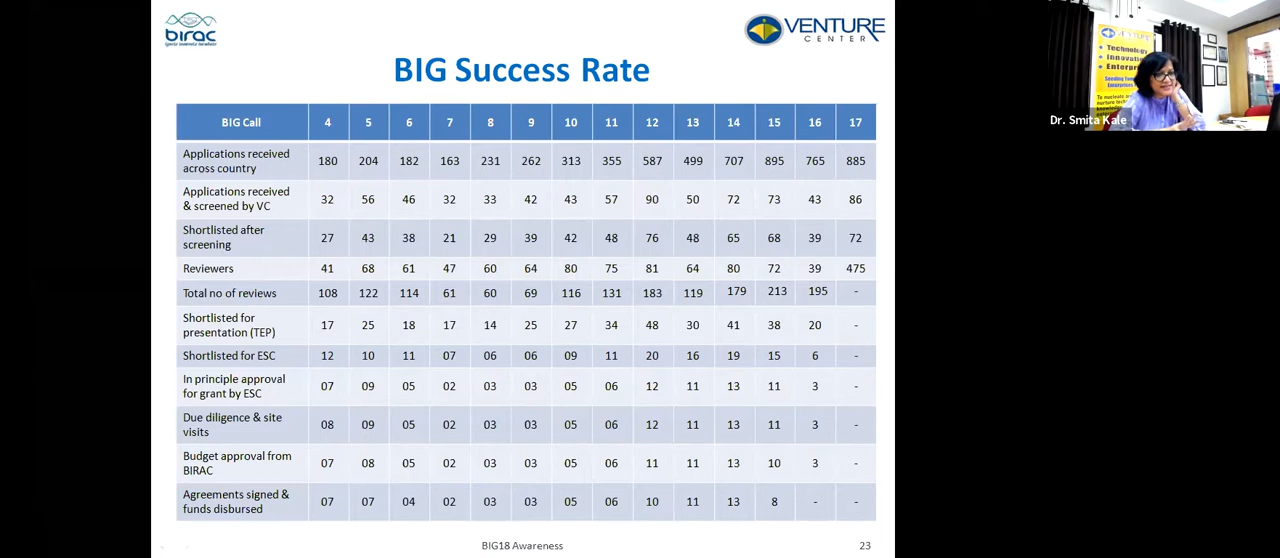 birac
Ignite Innovate Incubate
VENTURE
CENTER
BIG Success Rate
BIG Call 4 5 6 7 8 9 10 11 12 13 14 15 16 17
Applications received
across country 180 204 182 163 231 262 313 355 587 499 707 895 765 885
Applications received
& screened by VC 32 56 46 32 33 42 43 57 90 50 72 73 43 86
Shortlisted after
screening 27 43 38 21 29 39 42 48 76 48 65 68 39 72
Reviewers 41 68 61 47 60 64 80 75 81 64 80 72 39 475
Total no of reviews 108 122 114 61 60 69 116 131 183 119 179 213 195 -
Shortlisted for
presentation (TEP) 17 25 18 17 14 25 27 34 48 30 41 38 20 -
Shortlisted for ESC 12 10 11 07 06 06 09 11 20 16 19 15 6 -
In principle approval
for grant by ESC 07 09 05 02 03 03 05 06 12 11 13 11 3 -
Due diligence & site
visits 08 09 05 02 03 03 05 06 12 11 13 11 3 -
Budget approval from
BIRAC 07 08 05 02 03 03 05 06 11 11 13 10 3 -
Agreements signed &
funds disbursed 07 07 04 02 03 03 05 06 10 11 13 8 - -
BIG18 Awareness
23
Technology
Innovati
Enterpri
Dr. Smita Kale